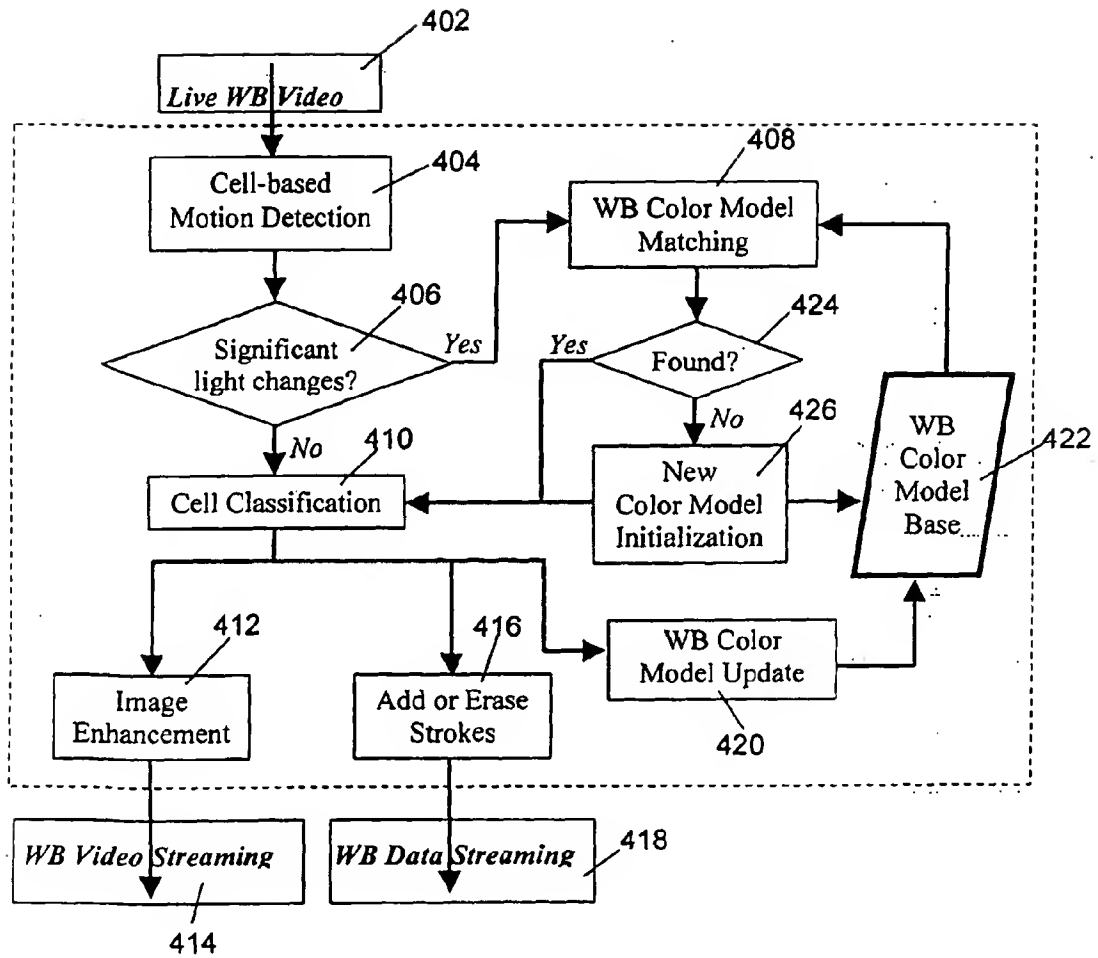 402
Live WB Video
404
Cell-based
Motion Detection
408
WB Color Model
Matching
406
Significant
light changes?
Yes
424
Found?
Yes
No
426
New
Color Model
Initialization
WB
Color
Model
Base
422
No
410
Cell Classification
412
Image
Enhancement
416
Add or Erase
Strokes
WB Color
Model Update
420
WB Video Streaming
414
WB Data Streaming
418